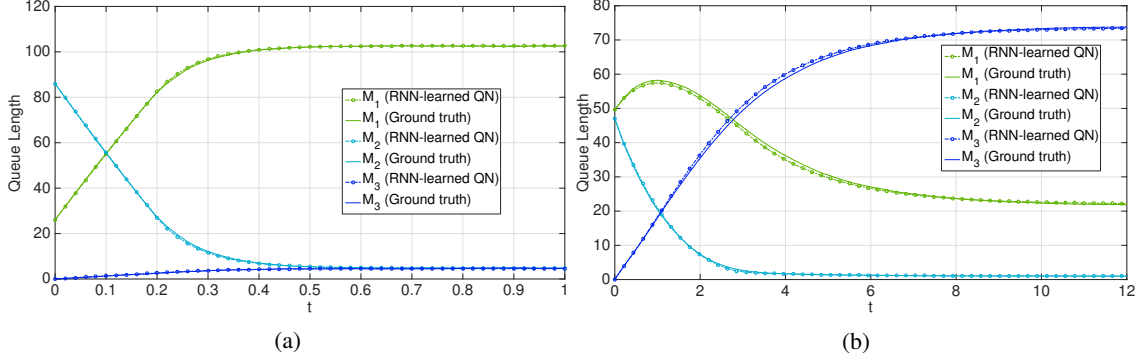 120
100
80
60
40
20
0
Queue Length
0 0.1 0.2 0.3 0.4 0.5 0.6 0.7 0.8 0.9 1
t
M1 (RNN-learned QN)
M1 (Ground truth)
M2 (RNN-learned QN)
M2 (Ground truth)
M3 (RNN-learned QN)
M3 (Ground truth)
(a)
80
70
60
50
40
30
20
10
0
Queue Length
0 2 4 6 8 10 12
t
M1 (RNN-learned QN)
M1 (Ground truth)
M2 (RNN-learned QN)
M2 (Ground truth)
M3 (RNN-learned QN)
M3 (Ground truth)
(b)